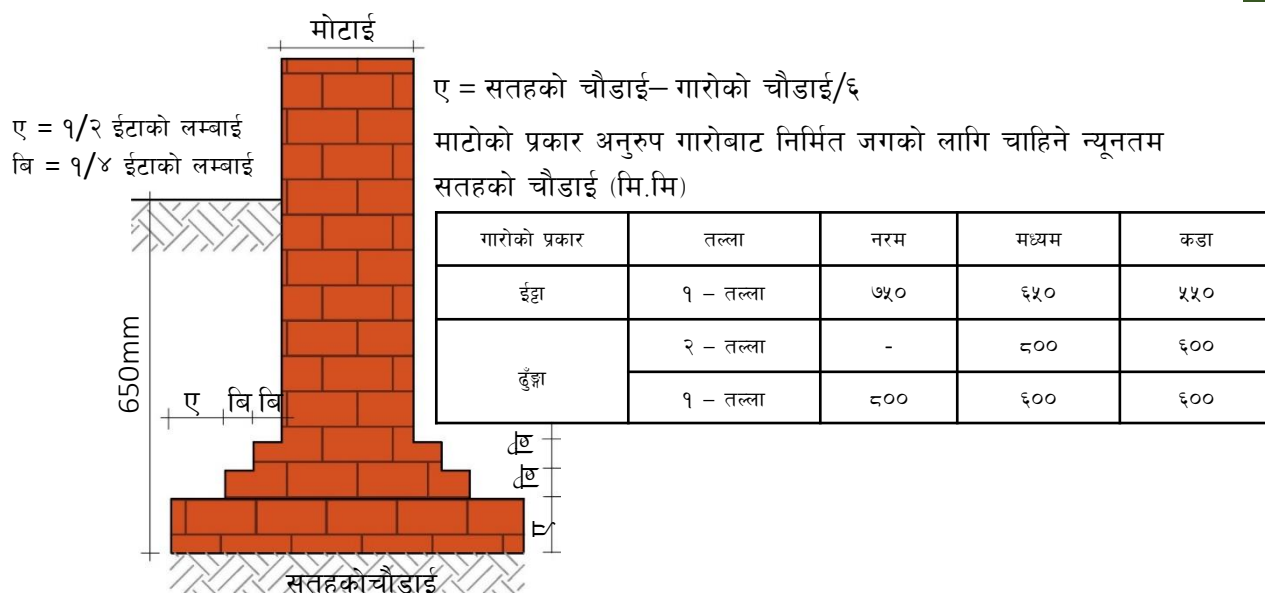 मोटाई
ए = सतहको चौडाई– गारोको चौडाई/६
ए = १/२ ईटाको लम्बाई
बि = १/४ ईटाको लम्बाई
माटोको प्रकार अनुरुप गारोबाट निर्मित जगको लागि चाहिने न्यूनतम
सतहको चौडाई (मि.मि)
गारोको प्रकार तल्ला नरम मध्यम कडा
ईट्टा १ – तल्ला ७५० ६५० ५५०
ढुँङ्गा २ – तल्ला - ८०० ६००
१ – तल्ला ८०० ६०० ६००
650mm
ए बि बि
बि
बि
ए
सतहकोचौडाई